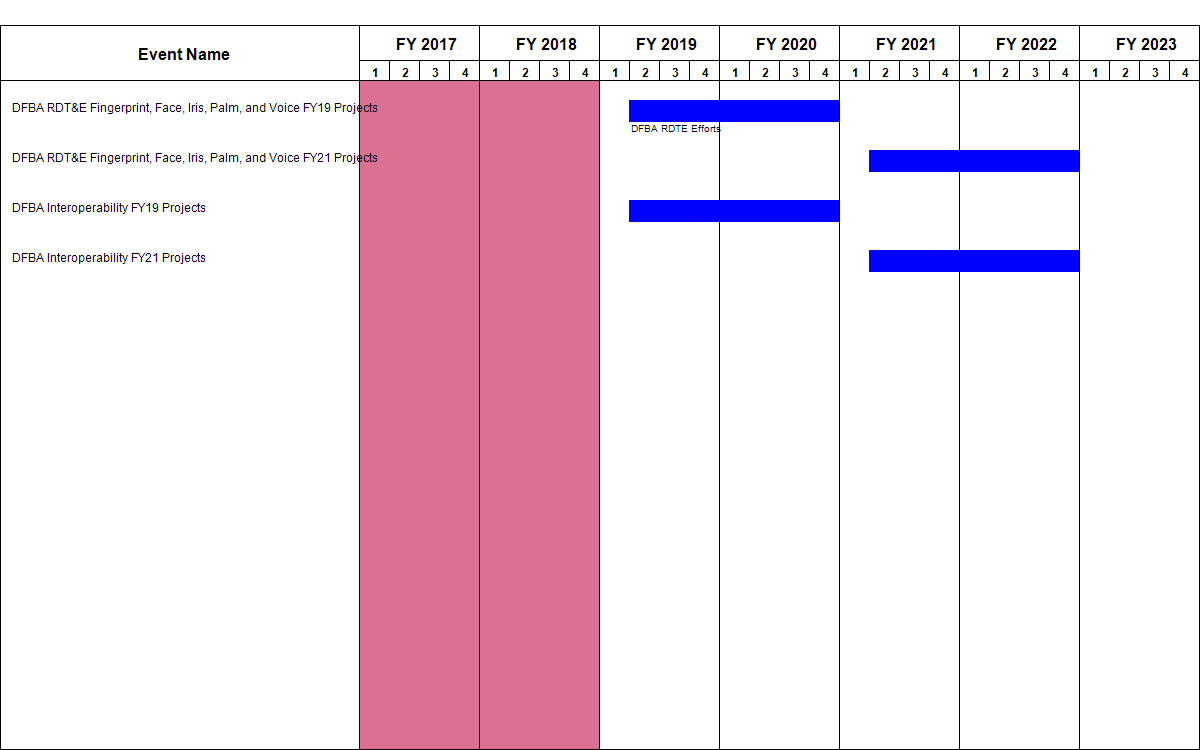 Event Name
FY 2017 FY 2018 FY 2019 FY 2020 FY 2021 FY 2022 FY 2023
1 2 3 4 1 2 3 4 1 2 3 4 1 2 3 4 1 2 3 4 1 2 3 4 1 2 3 4
DFBA RDT&E Fingerprint, Face, Iris, Palm, and Voice FY19 Projects
DFBA RDTE Efforts
DFBA RDT&E Fingerprint, Face, Iris, Palm, and Voice FY21 Projects
DFBA Interoperability FY19 Projects
DFBA Interoperability FY21 Projects